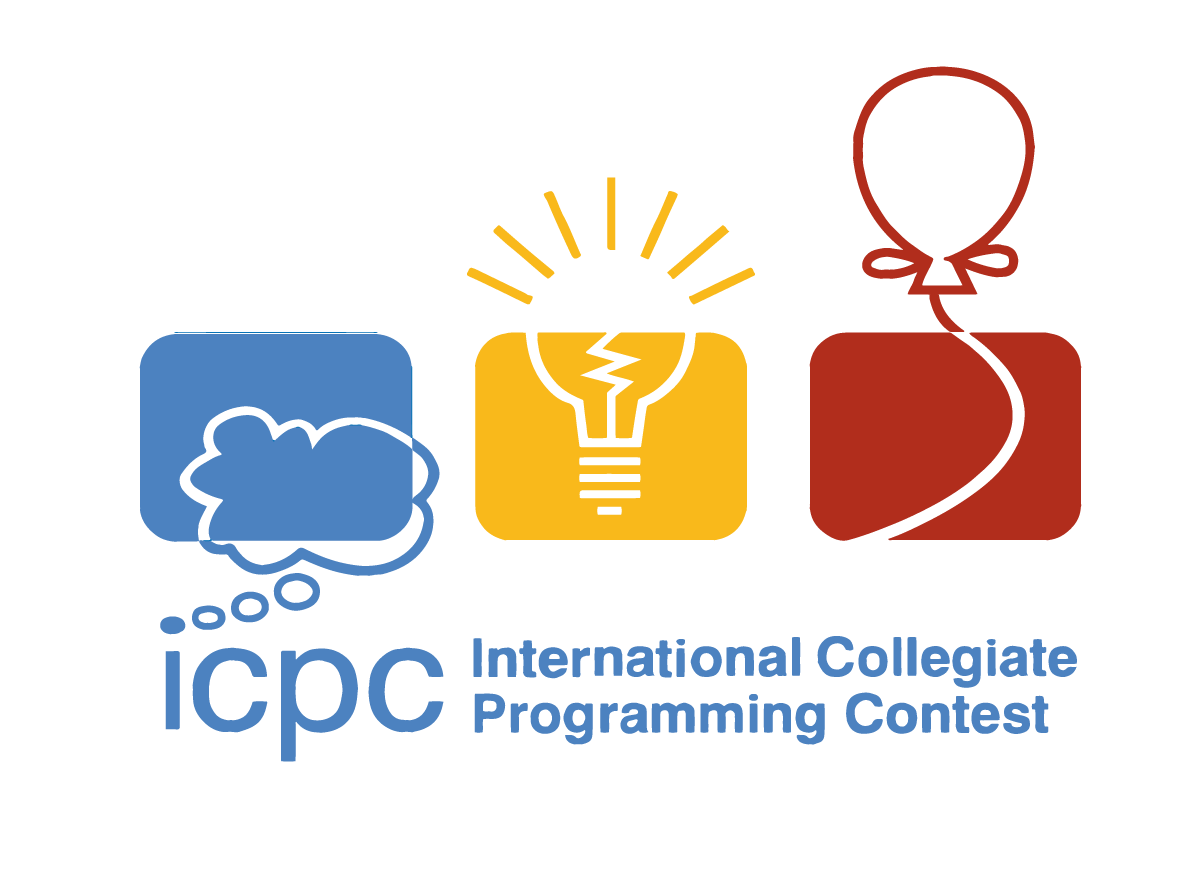 icpc
International Collegiate
Programming Contest